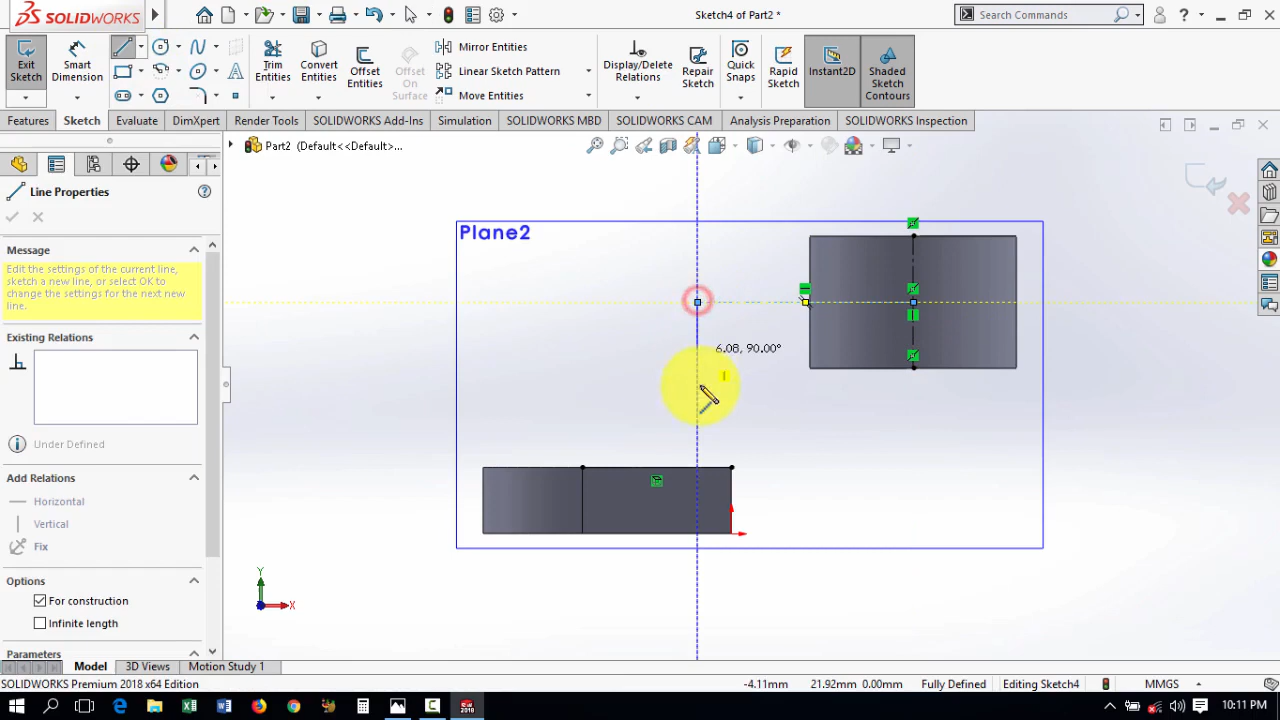 SOLIDWORKS
Sketch4 of Part2 *
Search Commands
?
Exit Sketch
Smart Dimension
Trim Entities
Convert Entities
Offset Entities
Offset On Surface
Mirror Entities
Linear Sketch Pattern
Move Entities
Display/Delete Relations
Repair Sketch
Quick Snaps
Rapid Sketch
Instant2D
Shaded Sketch Contours
Features
Sketch
Evaluate
DimXpert
Render Tools
SOLIDWORKS Add-Ins
Simulation
SOLIDWORKS MBD
SOLIDWORKS CAM
Analysis Preparation
SOLIDWORKS Inspection
Part2 (Default<<Default>...
Line Properties
Message
Edit the settings of the current line,
sketch a new line, or select OK to
change the settings for the next new
line.
Existing Relations
Under Defined
Add Relations
Horizontal
Vertical
Fix
Options
For construction
Infinite length
Parameters
Plane2
6.08, 90.00°
Y
X
Model
3D Views
Motion Study 1
SOLIDWORKS Premium 2018 x64 Edition
-4.11mm
21.92mm 0.00mm
Fully Defined
Editing Sketch4
MMGS
10:11 PM